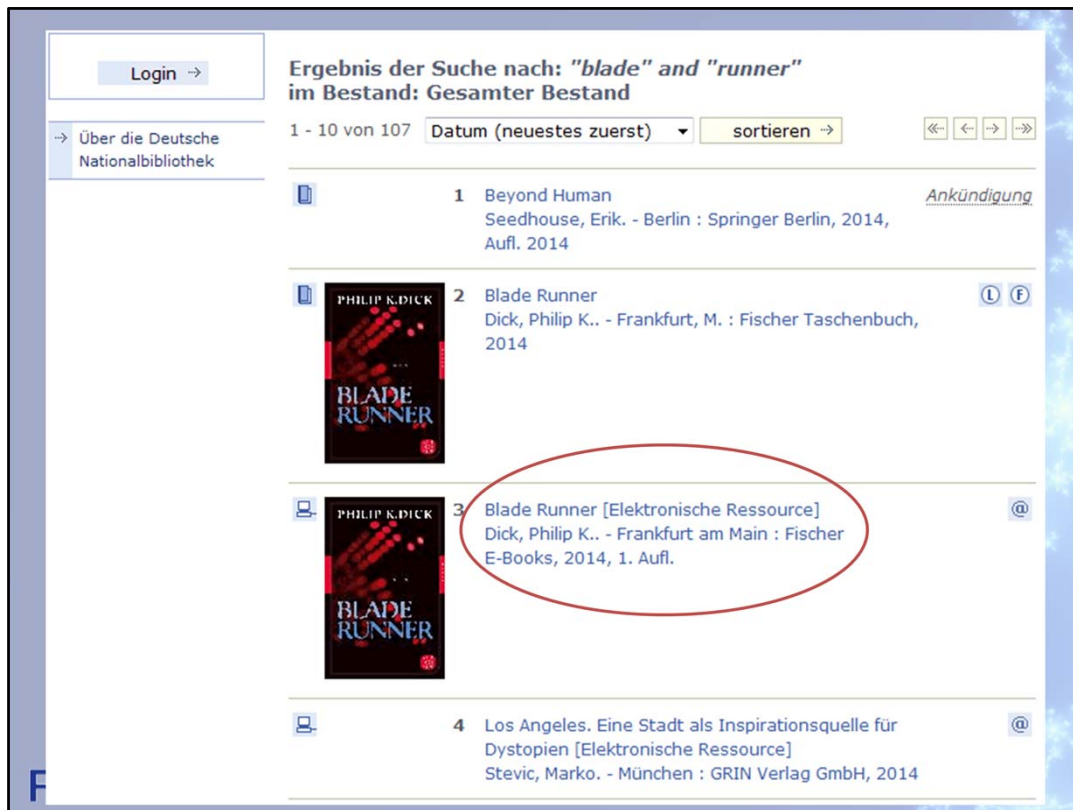 Login
Über die Deutsche
Nationalbibliothek
Ergebnis der Suche nach: "blade" and "runner"
im Bestand: Gesamter Bestand
1 - 10 von 107 Datum (neuestes zuerst) sortieren
1 Beyond Human Ankündigung
Seedhouse, Erik. - Berlin : Springer Berlin, 2014,
Aufl. 2014
2 Blade Runner L F
Dick, Philip K.. - Frankfurt, M. : Fischer Taschenbuch,
2014
PHILIP K. DICK
BLADE
RUNNER
3 Blade Runner [Elektronische Ressource] @
Dick, Philip K.. - Frankfurt am Main : Fischer
E-Books, 2014, 1. Aufl.
PHILIP K. DICK
BLADE
RUNNER
4 Los Angeles. Eine Stadt als Inspirationsquelle für @
Dystopien [Elektronische Ressource]
Stevic, Marko. - München : GRIN Verlag GmbH, 2014